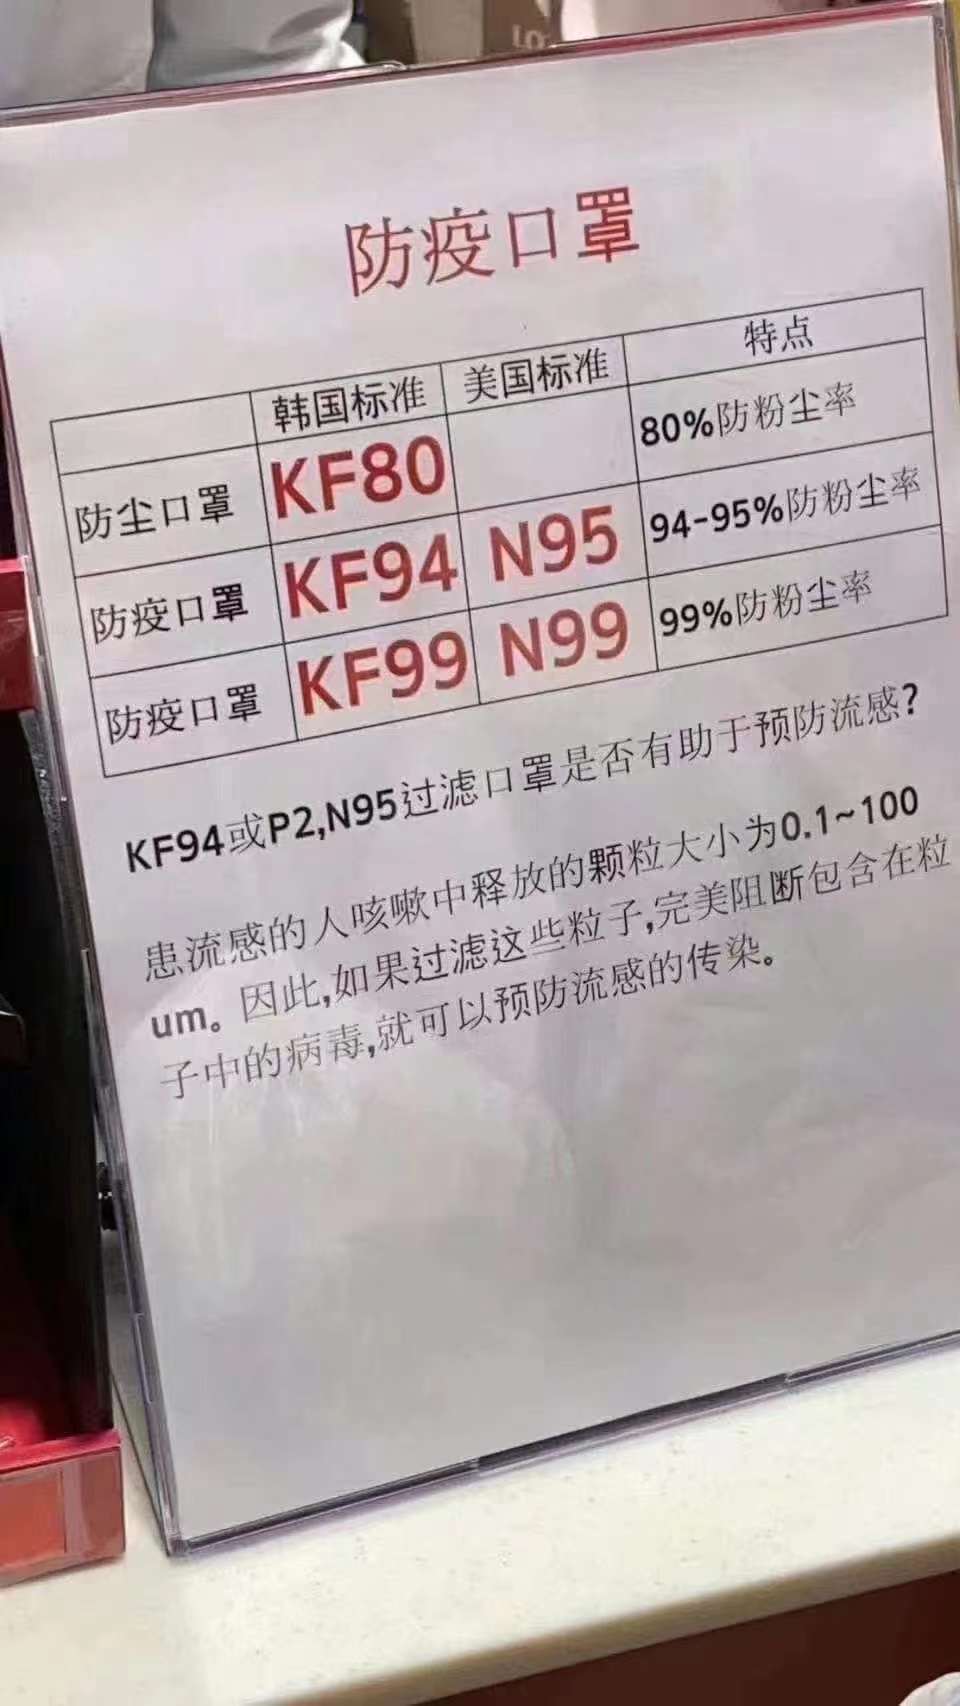 LO
防疫口罩
韩国标准 美国标准 特点
防尘口罩 KF80 80%防粉尘率
防疫口罩 KF94 N95 94-95%防粉尘率
防疫口罩 KF99 N99 99%防粉尘率
KF94或P2,N95过滤口罩是否有助于预防流感?
患流感的人咳嗽中释放的颗粒大小为0.1~100
um。因此,如果过滤这些粒子,完美阻断包含在粒
子中的病毒,就可以预防流感的传染。